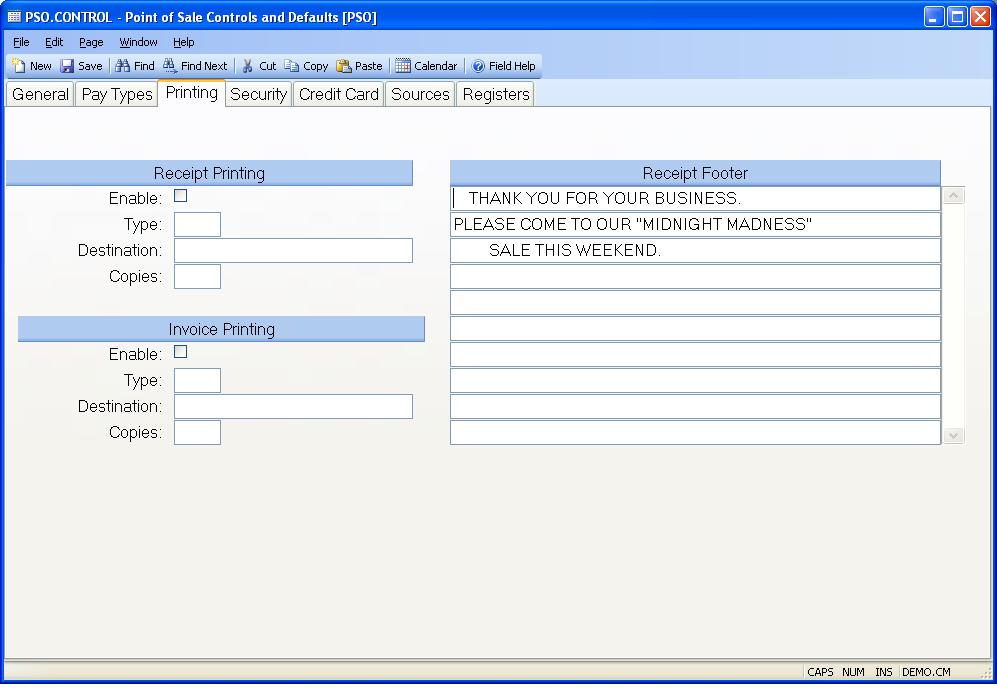 PSO.CONTROL - Point of Sale Controls and Defaults [PSO]
File Edit Page Window Help
New Save Find Find Next Cut Copy Paste Calendar Field Help
General Pay Types Printing Security Credit Card Sources Registers
Receipt Printing
Enable:
Type:
Destination:
Copies:
Invoice Printing
Enable:
Type:
Destination:
Copies:
Receipt Footer
THANK YOU FOR YOUR BUSINESS.
PLEASE COME TO OUR "MIDNIGHT MADNESS"
SALE THIS WEEKEND.
CAPS NUM INS DEMO.CM